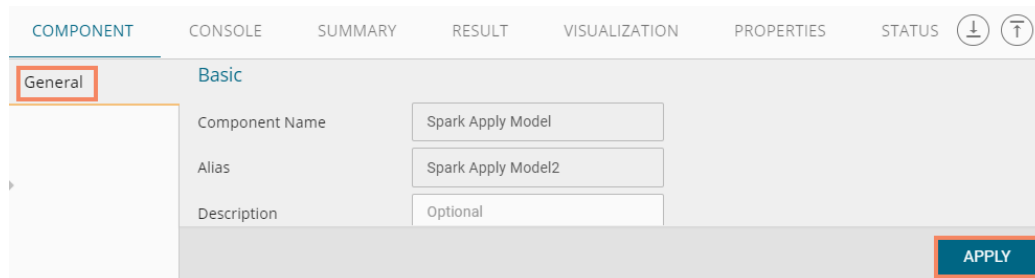 COMPONENT CONSOLE SUMMARY RESULT VISUALIZATION PROPERTIES STATUS
General
Basic
Component Name Spark Apply Model
Alias Spark Apply Model2
Description Optional
APPLY